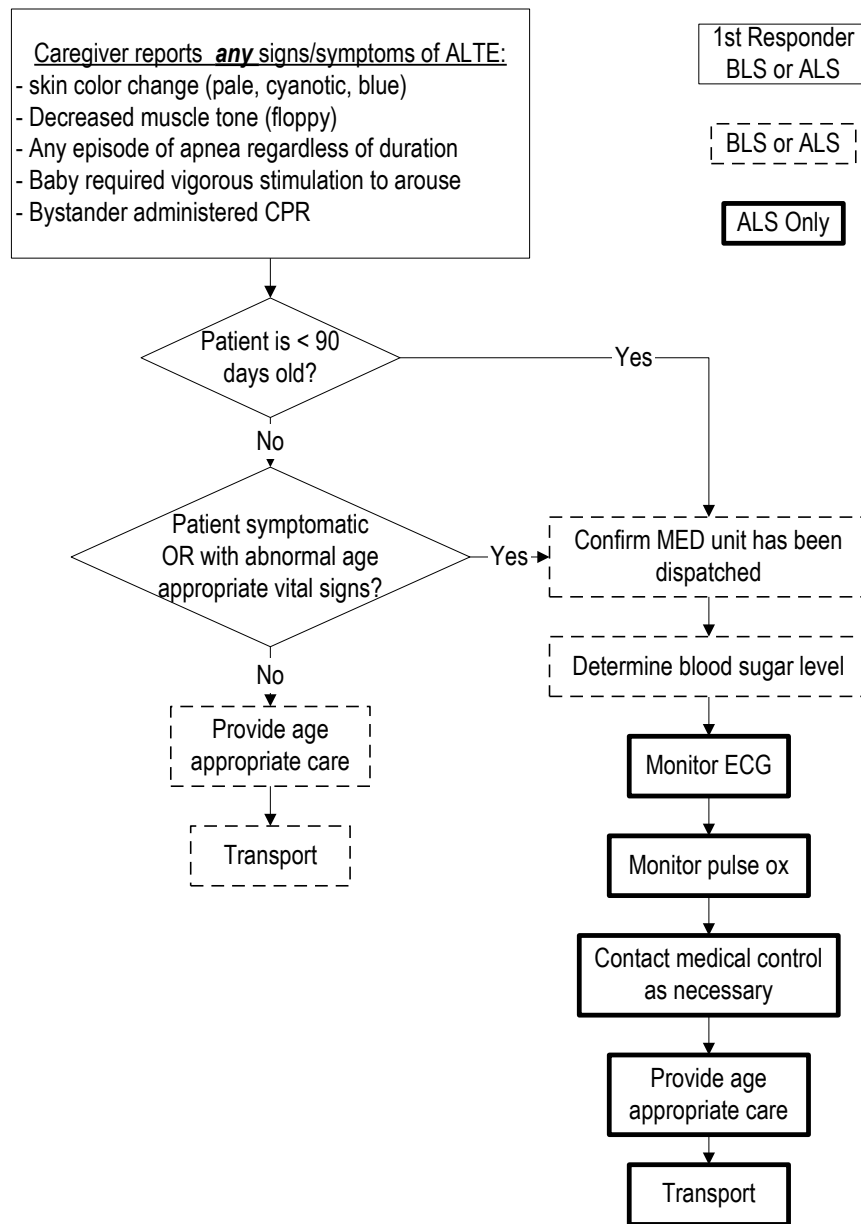 Caregiver reports any signs/symptoms of ALTE:
- skin color change (pale, cyanotic, blue)
- Decreased muscle tone (floppy)
- Any episode of apnea regardless of duration
- Baby required vigorous stimulation to arouse
- Bystander administered CPR
1st Responder
BLS or ALS
BLS or ALS
ALS Only
Patient is < 90
days old?
Yes
No
Patient symptomatic
OR with abnormal age
appropriate vital signs?
Yes
Confirm MED unit has been
dispatched
No
Determine blood sugar level
Provide age
appropriate care
Transport
Monitor ECG
Monitor pulse ox
Contact medical control
as necessary
Provide age
appropriate care
Transport